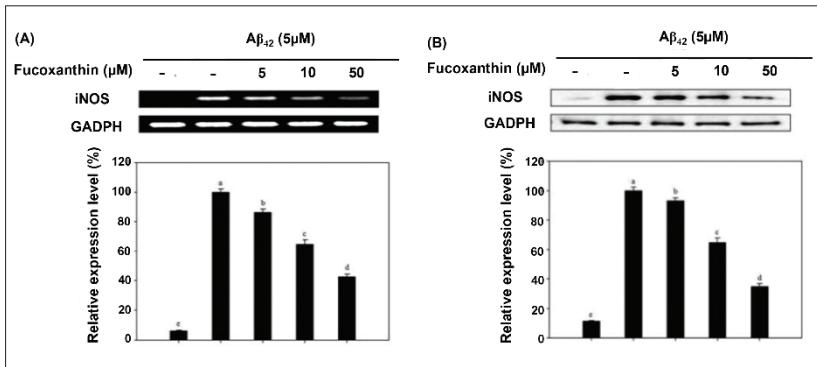 (A)
Aβ42 (5µM)
Fucoxanthin (µM) - - 5 10 50
iNOS
GADPH
Relative expression level (%)
120
100
80
60
40
20
0
a
b
c
d
e
(B)
Aβ42 (5µM)
Fucoxanthin (µM) - - 5 10 50
iNOS
GADPH
Relative expression level (%)
120
100
80
60
40
20
0
a
b
c
d
e